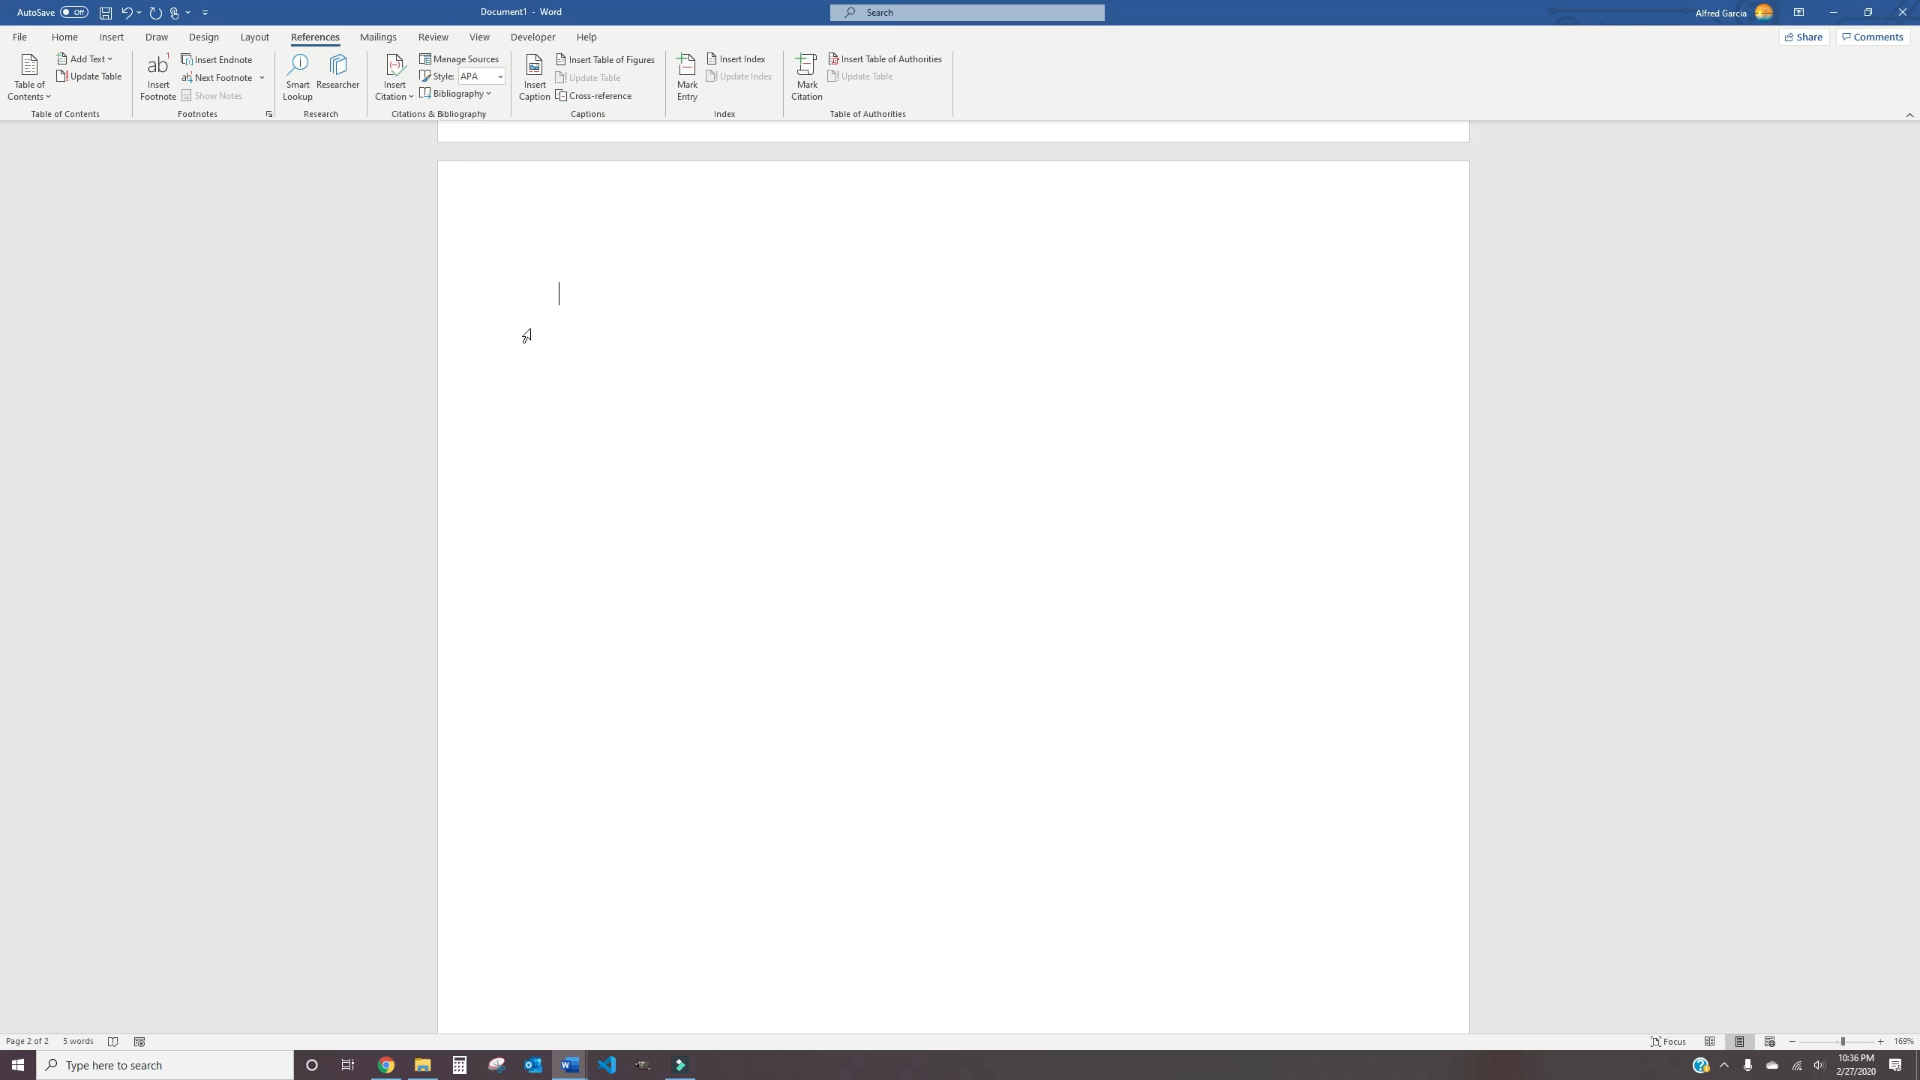 AutoSave Off Document1 - Word Search Alfred Garcia
File Home Insert Draw Design Layout References Mailings Review View Developer Help Share Comments
Table of Contents
Add Text
Update Table
Table of Contents
ab Insert Footnote
Insert Endnote
Next Footnote
Show Notes
Footnotes
Smart Lookup
Researcher
Research
Insert Citation
Manage Sources
Style: APA
Bibliography
Citations & Bibliography
Insert Caption
Insert Table of Figures
Update Table
Cross-reference
Captions
Mark Entry
Insert Index
Update Index
Index
Mark Citation
Insert Table of Authorities
Update Table
Table of Authorities
Page 2 of 2 5 words Focus 169%
Type here to search
10:36 PM
2/27/2020